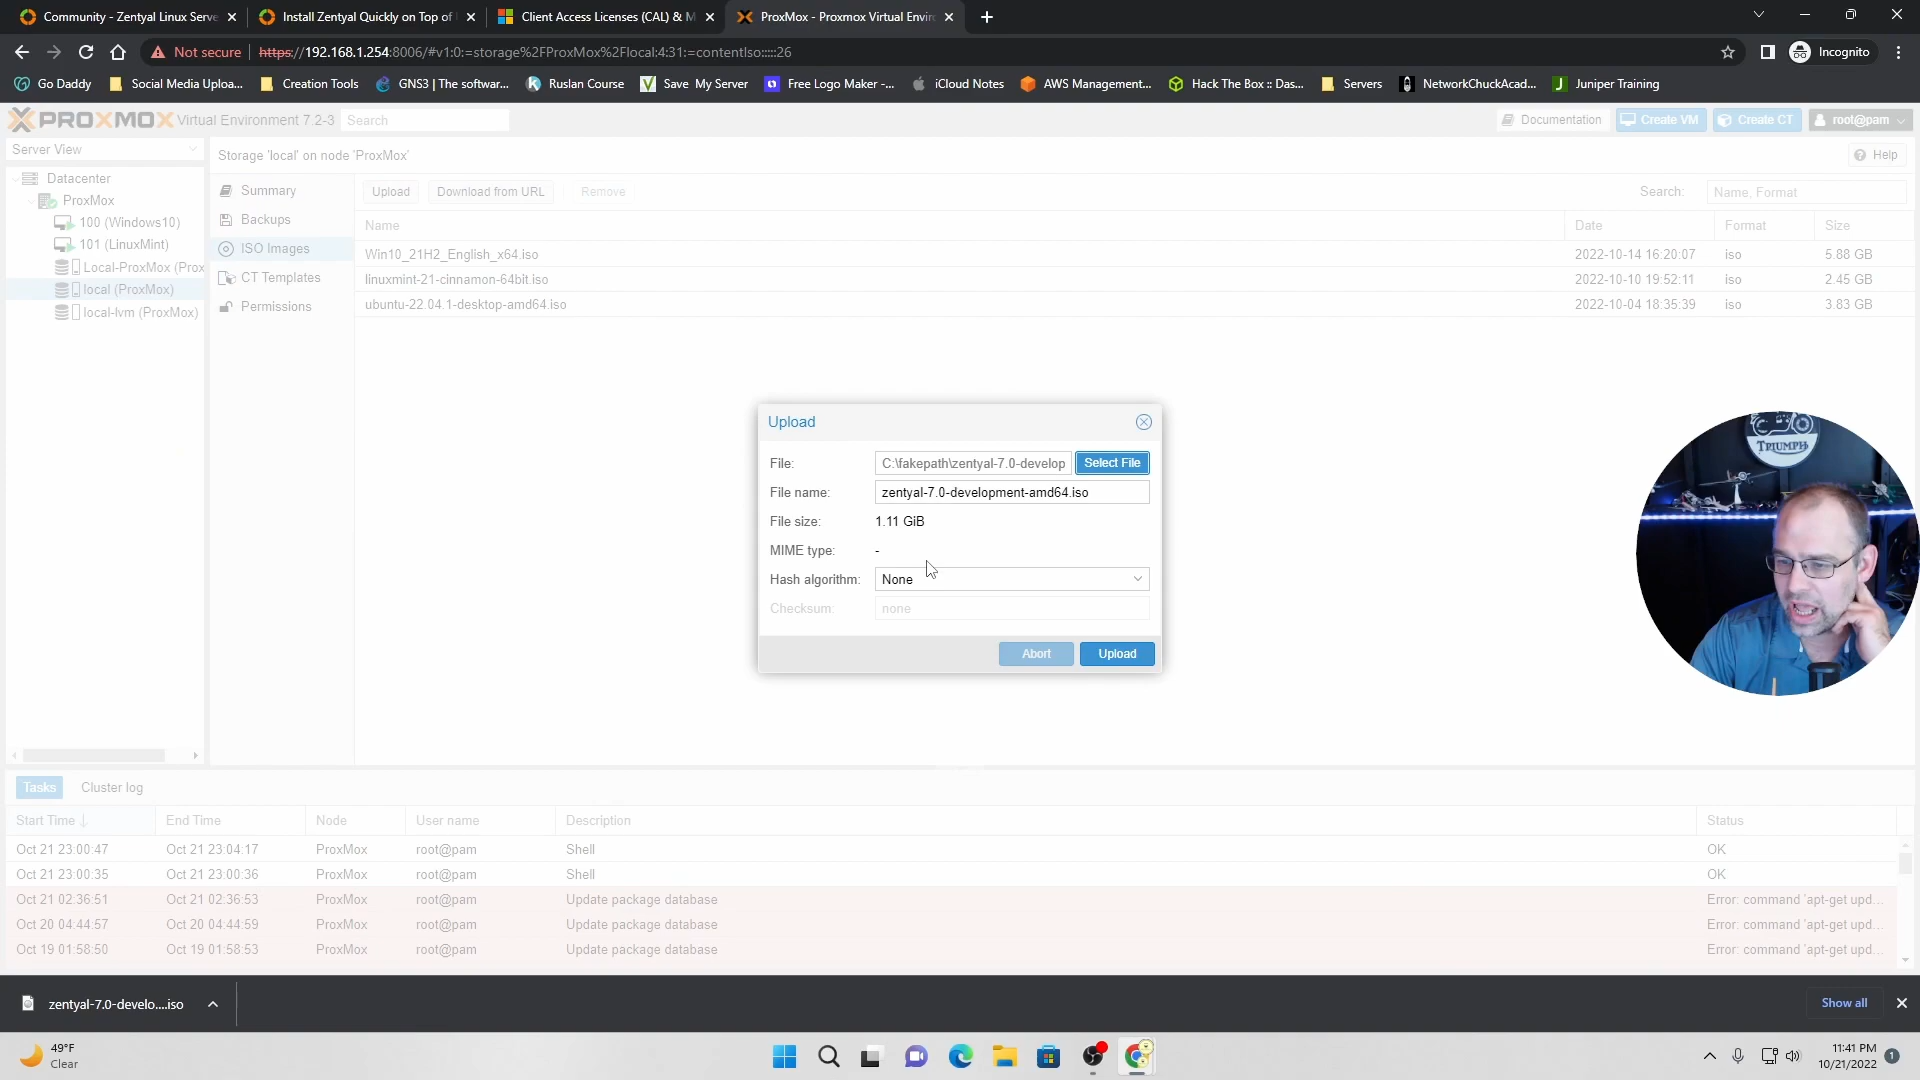 Community - Zentyal Linux Serve
Install Zentyal Quickly on Top of
Client Access Licenses (CAL) & M
ProxMox - Proxmox Virtual Enviro
Not secure
https://192.168.1.254:8006/#v1:0:=storage%2FProxMox%2Flocal:4:31:=contentIso:::::26
Incognito
Go Daddy
Social Media Uploa...
Creation Tools
GNS3 | The softwar...
Ruslan Course
Save My Server
Free Logo Maker -...
iCloud Notes
AWS Management...
Hack The Box :: Das...
Servers
NetworkChuckAcad...
Juniper Training
PROXMOX Virtual Environment 7.2-3
Search
Documentation
Create VM
Create CT
root@pam
Server View
Storage 'local' on node 'ProxMox'
Help
Datacenter
ProxMox
100 (Windows10)
101 (LInuxMint)
Local-ProxMox (Prox
local (ProxMox)
local-lvm (ProxMox)
Summary
Backups
ISO Images
CT Templates
Permissions
Upload
Download from URL
Remove
Search:
Name, Format
Name Date Format Size
Win10_21H2_English_x64.iso 2022-10-14 16:20:07 iso 5.88 GB
linuxmint-21-cinnamon-64bit.iso 2022-10-10 19:52:11 iso 2.45 GB
ubuntu-22.04.1-desktop-amd64.iso 2022-10-04 18:35:39 iso 3.83 GB
Upload
File: C:\fakepath\zentyal-7.0-develop Select File
File name: zentyal-7.0-development-amd64.iso
File size: 1.11 GiB
MIME type: -
Hash algorithm: None
Checksum: none
Abort Upload
TRIUMPH
Tasks Cluster log
Start Time ↓ End Time Node User name Description Status
Oct 21 23:00:47 Oct 21 23:04:17 ProxMox root@pam Shell OK
Oct 21 23:00:35 Oct 21 23:00:36 ProxMox root@pam Shell OK
Oct 21 02:36:51 Oct 21 02:36:53 ProxMox root@pam Update package database Error: command 'apt-get upd...
Oct 20 04:44:57 Oct 20 04:44:59 ProxMox root@pam Update package database Error: command 'apt-get upd...
Oct 19 01:58:50 Oct 19 01:58:53 ProxMox root@pam Update package database Error: command 'apt-get upd...
zentyal-7.0-develo....iso
Show all
49°F
Clear
11:41 PM
10/21/2022
1